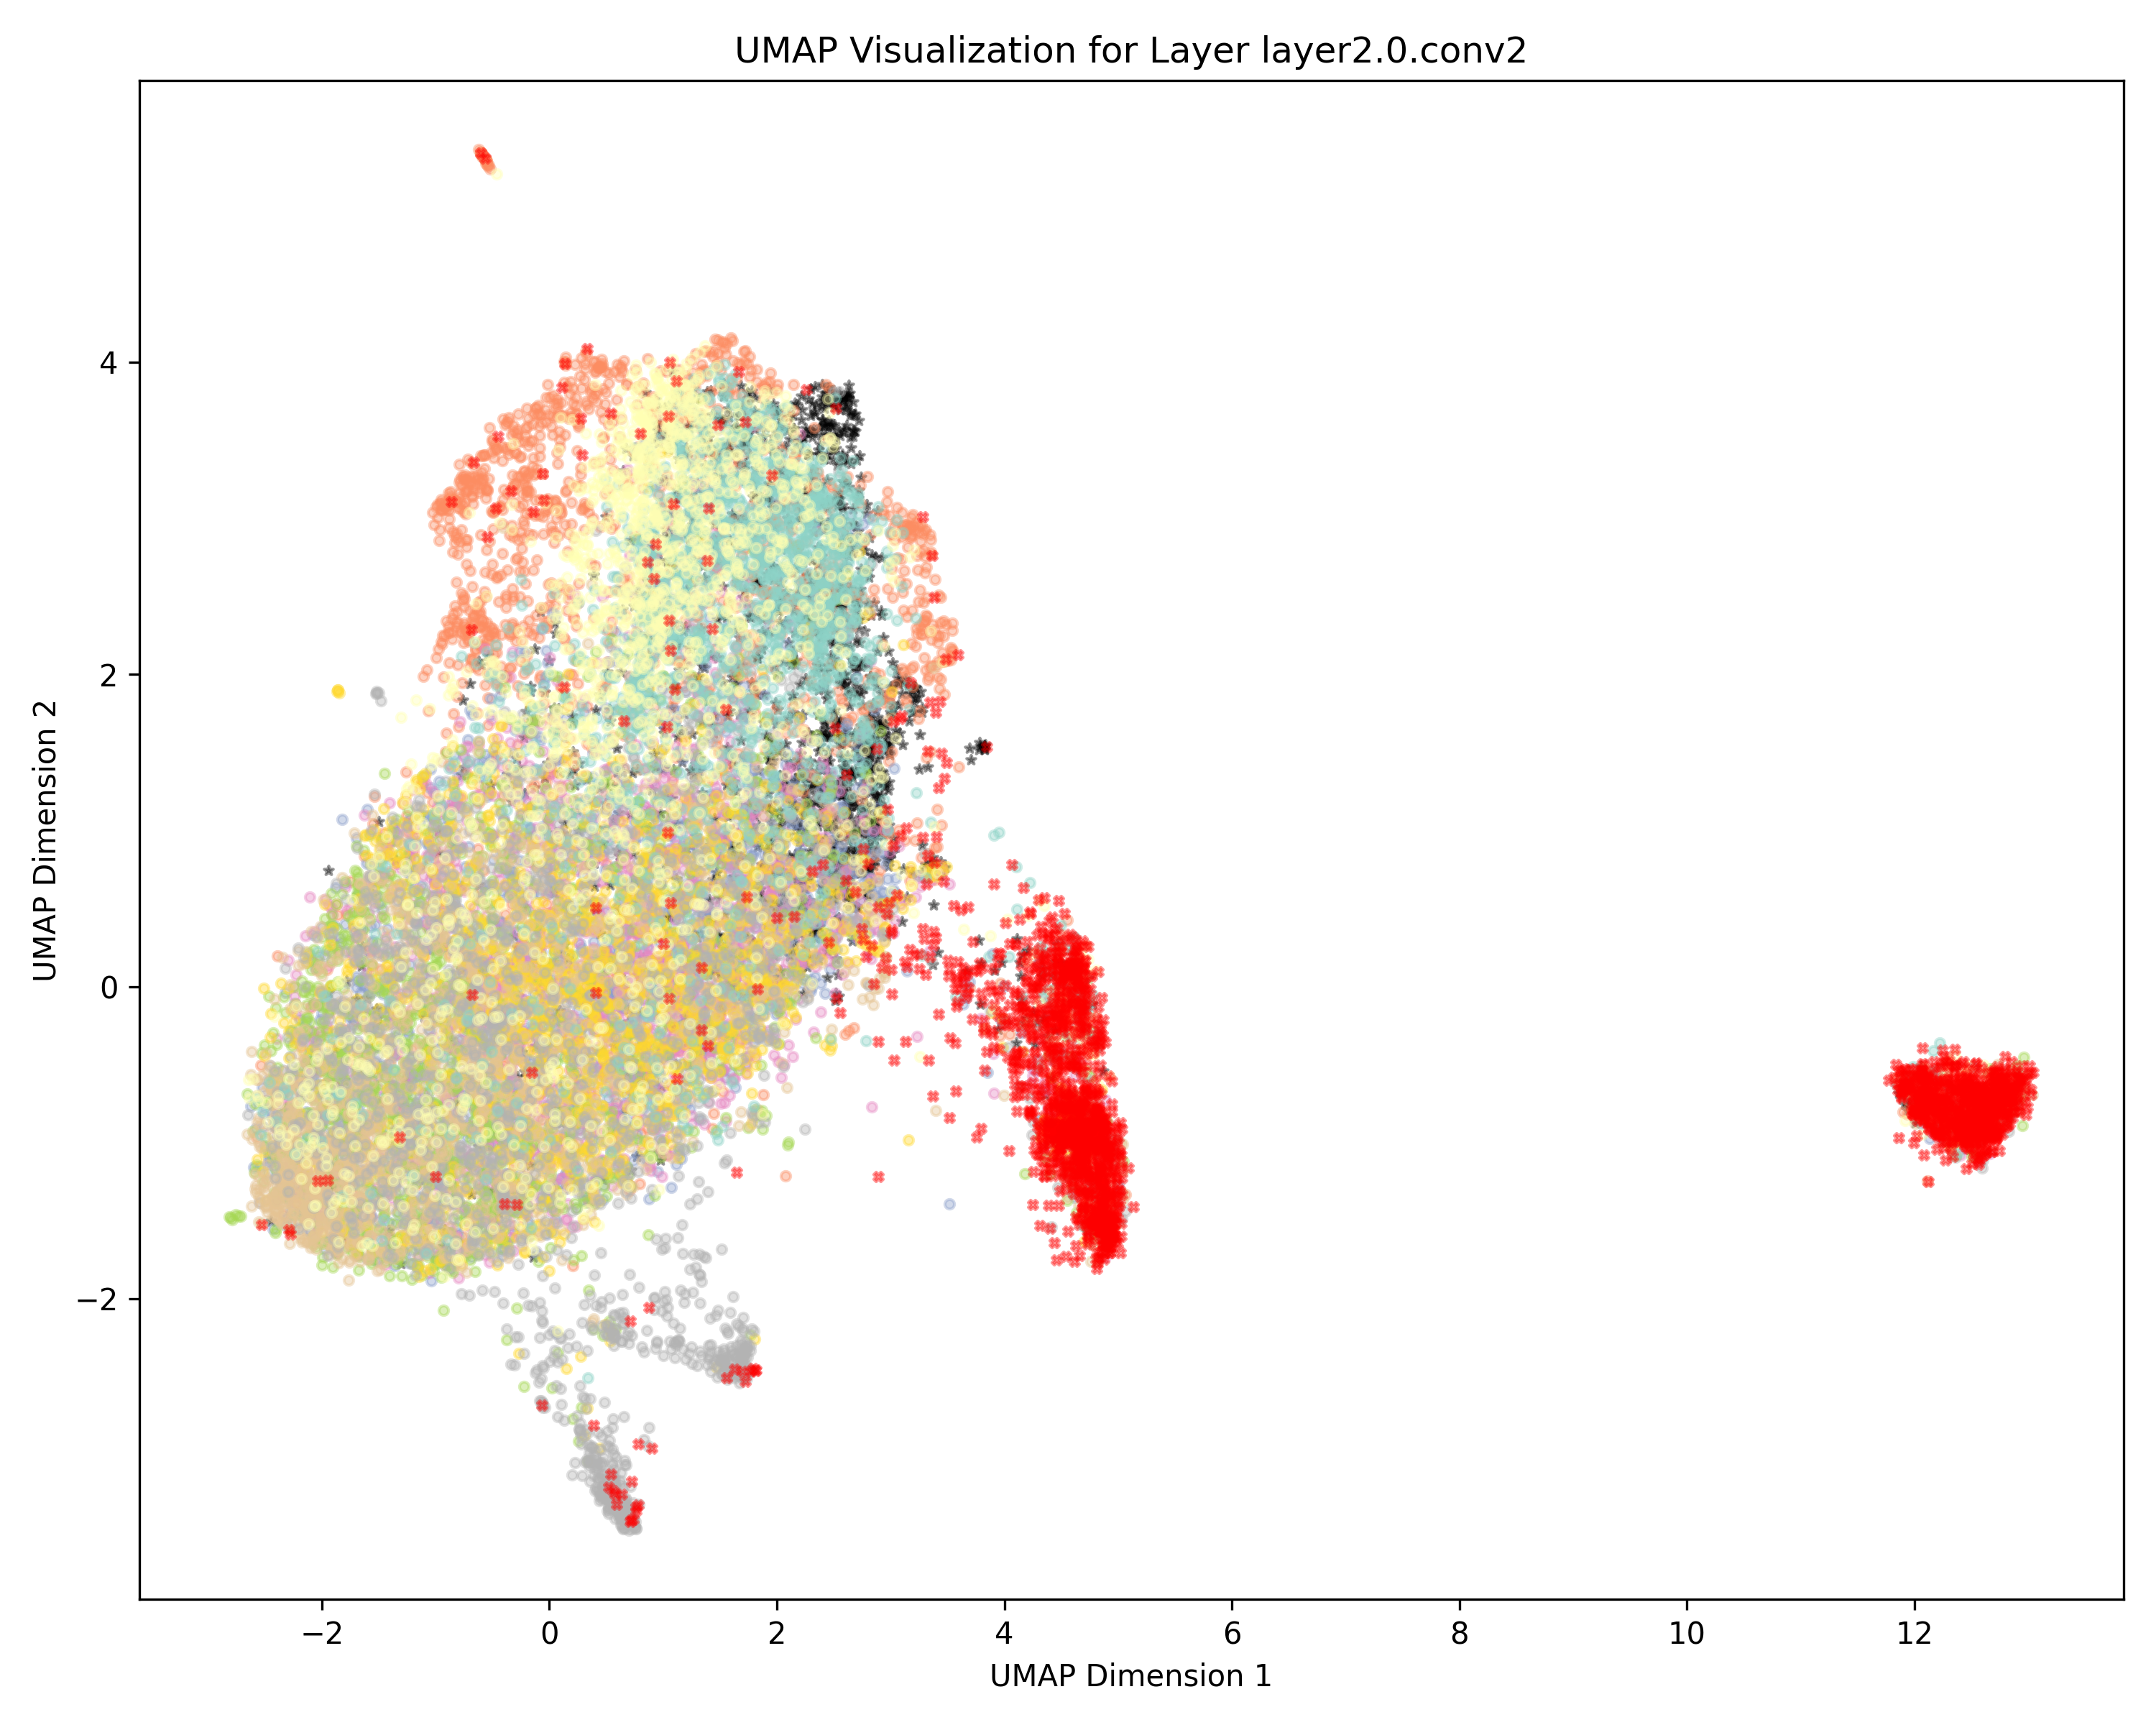 UMAP Visualization for Layer layer2.0.conv2
4
2
0
−2
UMAP Dimension 2
−2 0 2 4 6 8 10 12
UMAP Dimension 1